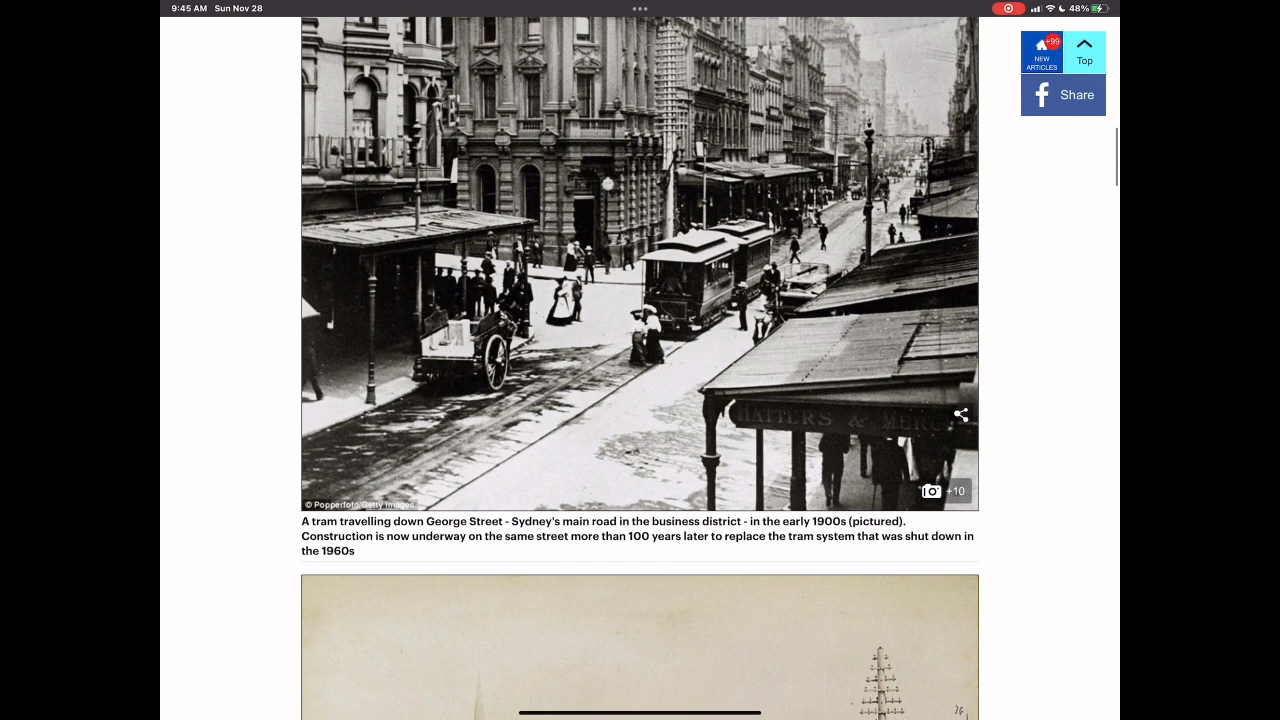 9:45 AM Sun Nov 28
48%
+99
NEW
ARTICLES
Top
Share
HATTERS & MERC
+10
© Popperfoto/Getty Images
A tram travelling down George Street - Sydney's main road in the business district - in the early 1900s (pictured).
Construction is now underway on the same street more than 100 years later to replace the tram system that was shut down in
the 1960s